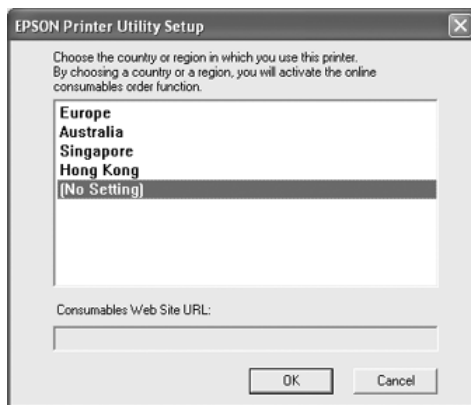 EPSON Printer Utility Setup
Choose the country or region in which you use this printer.
By choosing a country or a region, you will activate the online
consumables order function.
Europe
Australia
Singapore
Hong Kong
(No Setting)
Consumables Web Site URL:
OK
Cancel